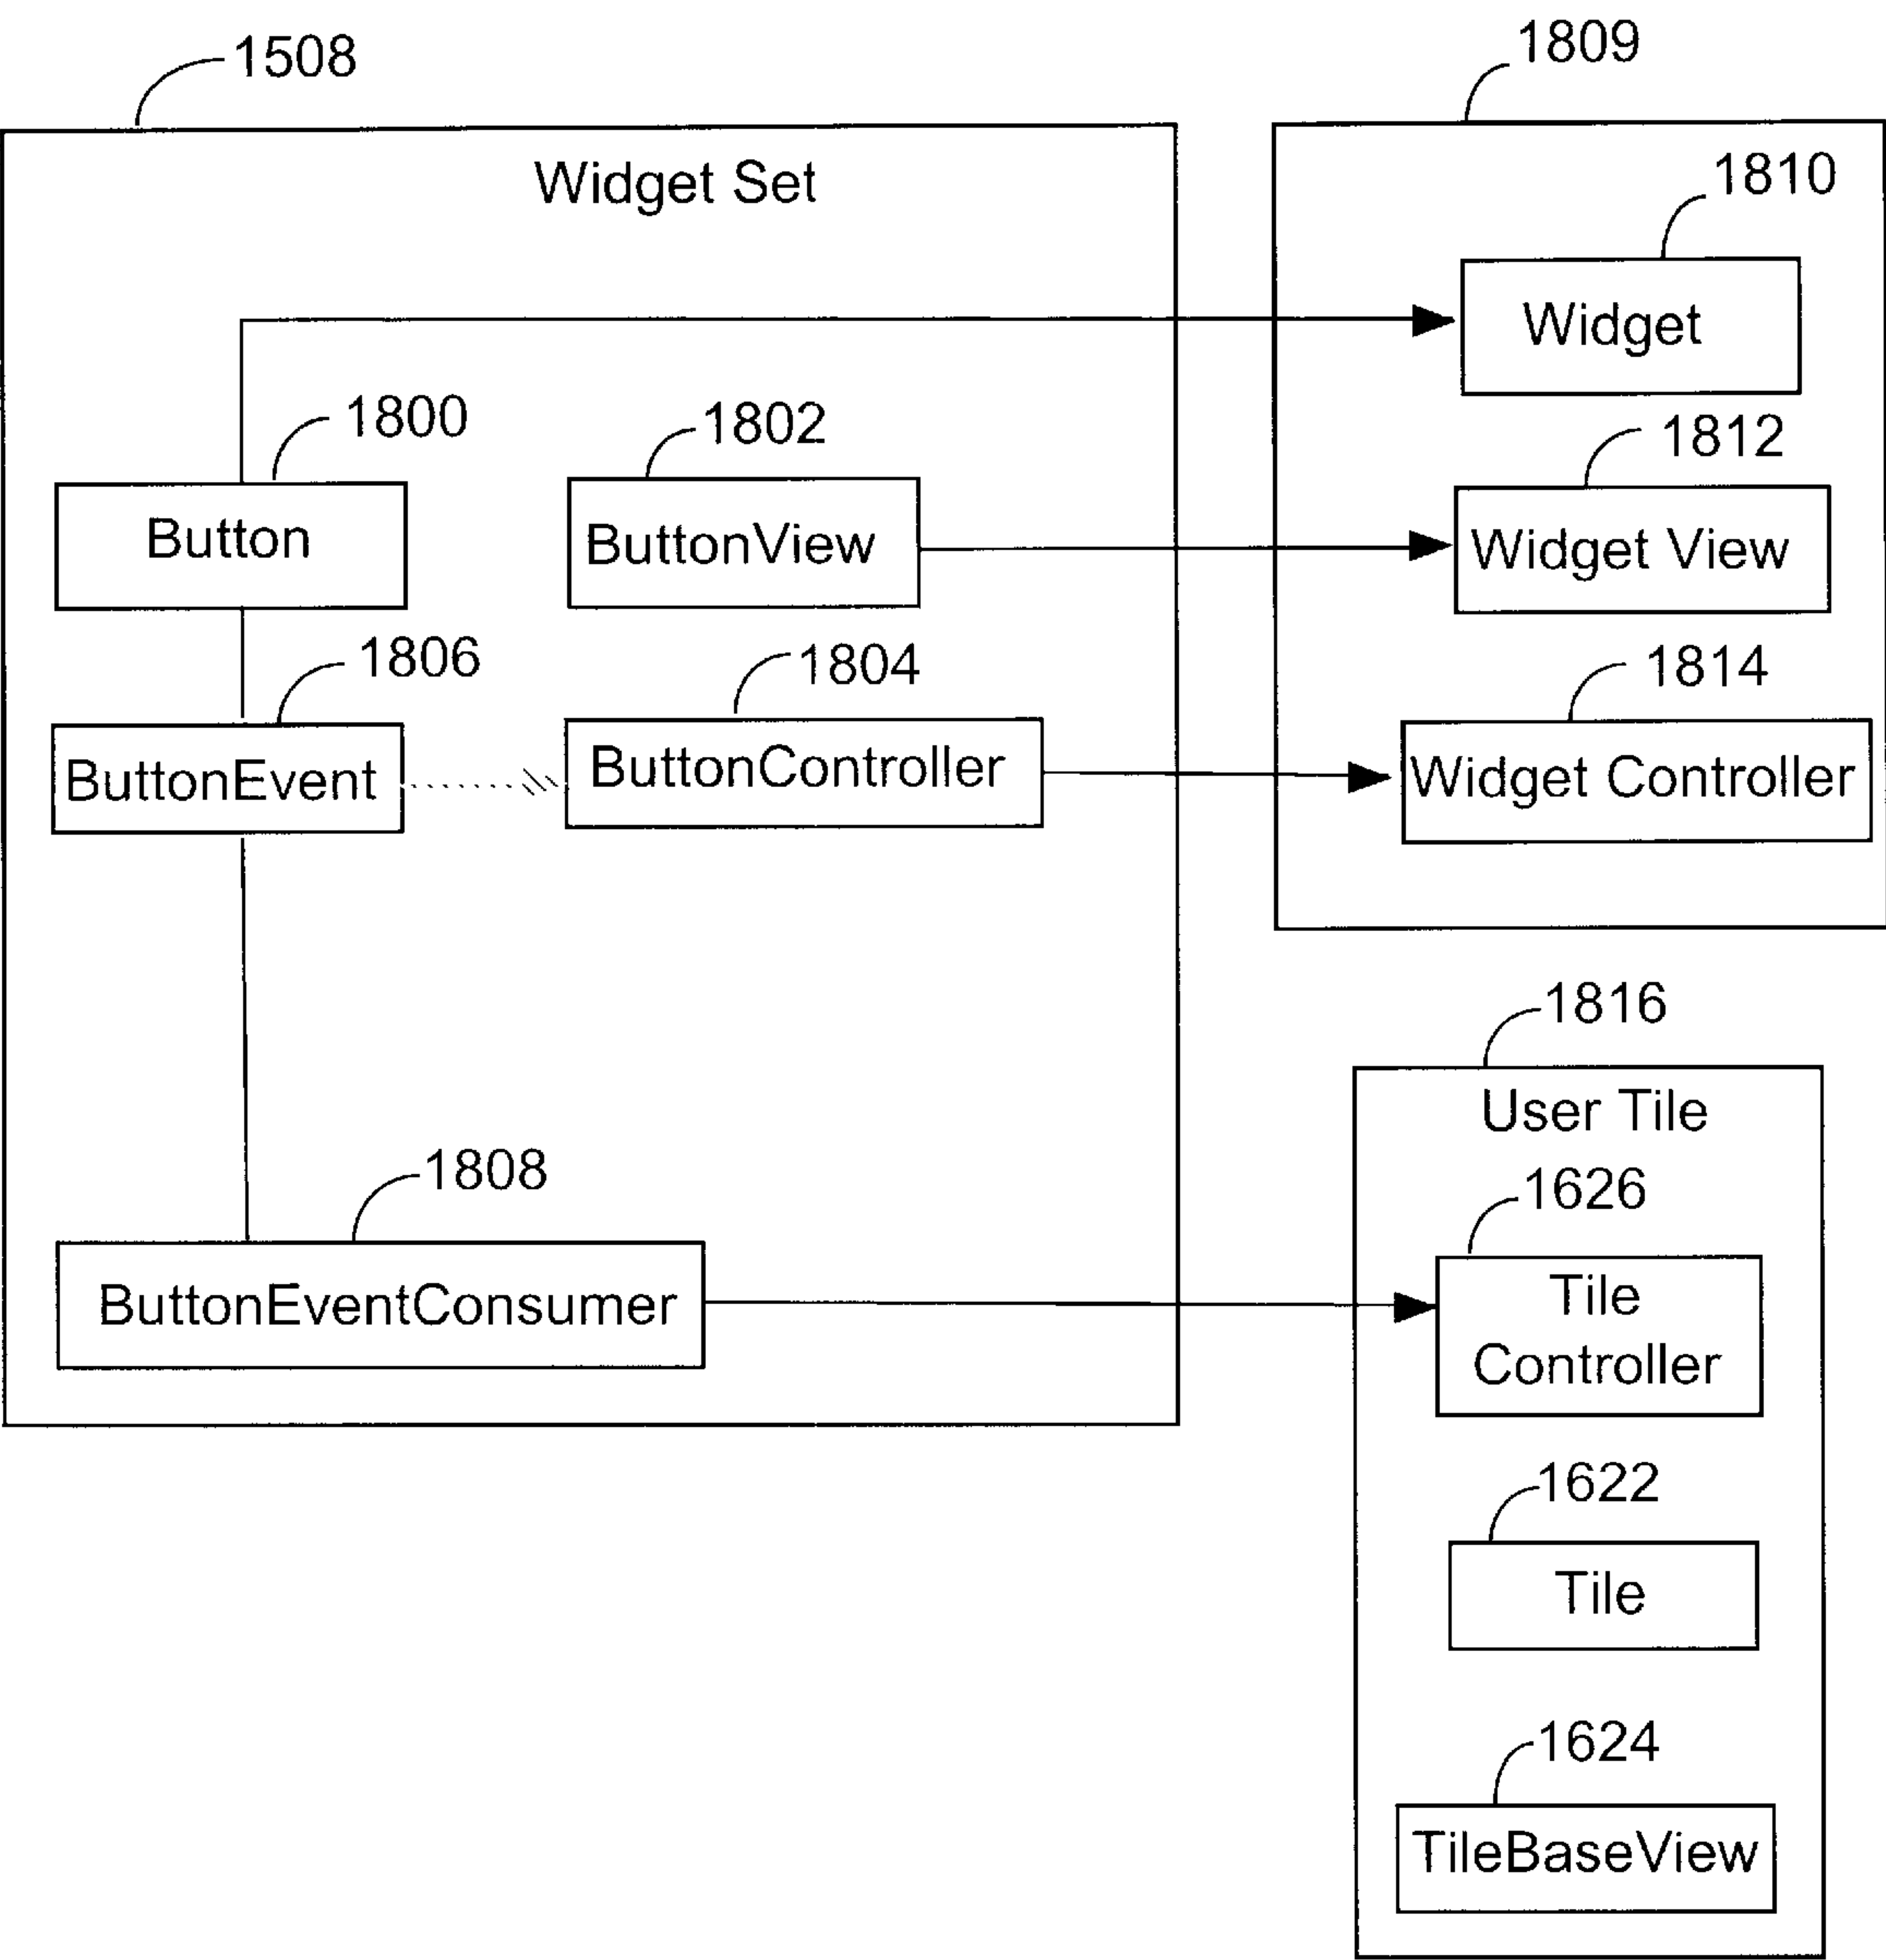 1508
1809
Widget Set
1810
Widget
1800
1802
1812
Button
ButtonView
Widget View
1806
1804
1814
ButtonEvent
ButtonController
Widget Controller
1816
User Tile
1808
1626
ButtonEventConsumer
Tile
Controller
1622
Tile
1624
TileBaseView